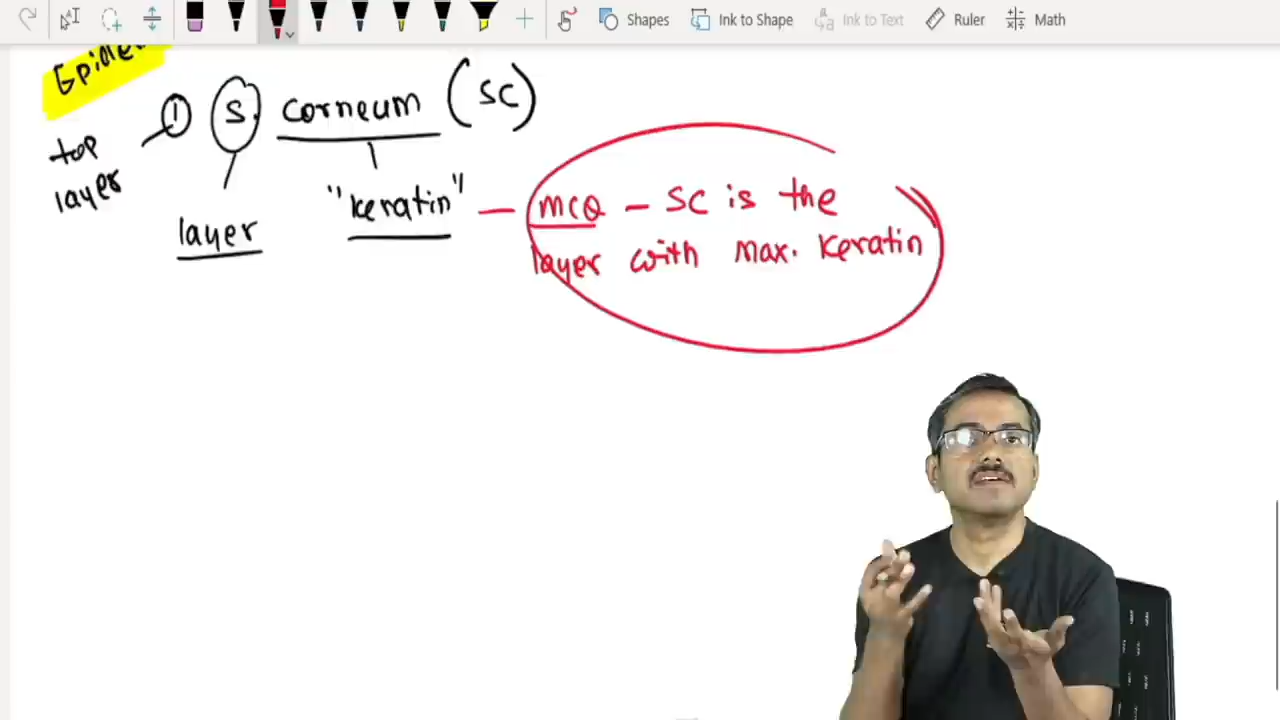 Shapes Ink to Shape Ink to Text Ruler Math
① S. corneum (SC)
top
layer
layer
"keratin" - MCQ - SC is the
layer with max. keratin